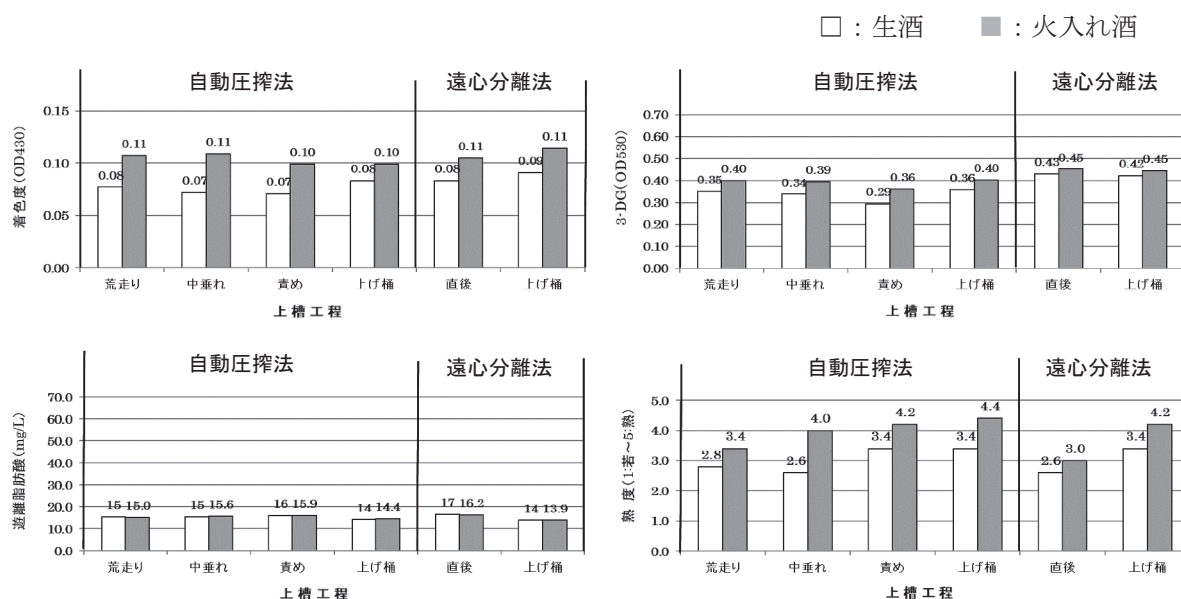 □：生酒 ■：火入れ酒
自動圧搾法 遠心分離法
着色度(OD430)
0.15
0.10
0.05
0.00
0.08 0.11 0.07 0.11 0.07 0.10 0.08 0.10 0.08 0.11 0.09 0.11
荒走り 中垂れ 責め 上げ桶 直後 上げ桶
上槽工程
自動圧搾法 遠心分離法
3-DG(OD530)
0.70
0.60
0.50
0.40
0.30
0.20
0.10
0.00
0.35 0.40 0.34 0.39 0.29 0.36 0.36 0.40 0.43 0.45 0.42 0.45
荒走り 中垂れ 責め 上げ桶 直後 上げ桶
上槽工程
自動圧搾法 遠心分離法
遊離脂肪酸(mg/L)
70.0
60.0
50.0
40.0
30.0
20.0
10.0
0.0
15 15.0 15 15.6 16 15.9 14 14.4 17 16.2 14 13.9
荒走り 中垂れ 責め 上げ桶 直後 上げ桶
上槽工程
自動圧搾法 遠心分離法
熟度(1:若～5:熟)
5.0
4.0
3.0
2.0
1.0
0.0
2.8 3.4 2.6 4.0 3.4 4.2 3.4 4.4 2.6 3.0 3.4 4.2
荒走り 中垂れ 責め 上げ桶 直後 上げ桶
上槽工程